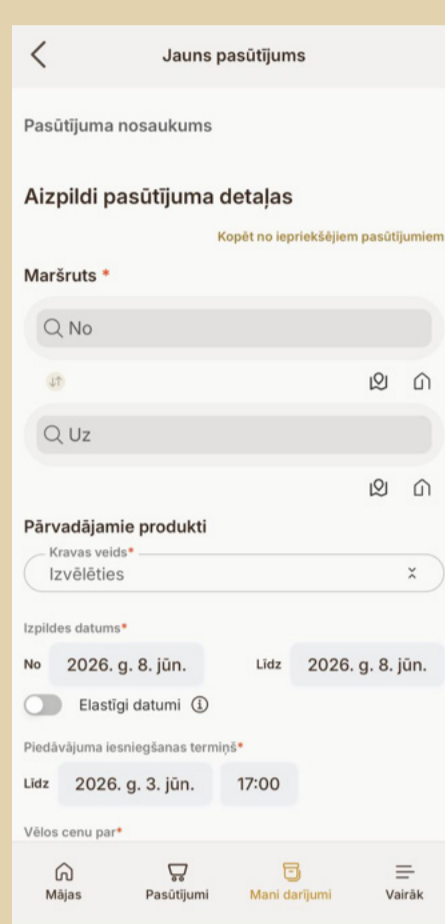 Jauns pasūtījums
Pasūtījuma nosaukums
Aizpildi pasūtījuma detaļas
Kopēt no iepriekšējiem pasūtījumiem
Maršruts *
No
Uz
Pārvadājamie produkti
Kravas veids*
Izvēlēties
Izpildes datums*
No 2026. g. 8. jūn. Līdz 2026. g. 8. jūn.
Elastīgi datumi
Piedāvājuma iesniegšanas termiņš*
Līdz 2026. g. 3. jūn. 17:00
Vēlos cenu par*
Mājas Pasūtījumi Mani darījumi Vairāk